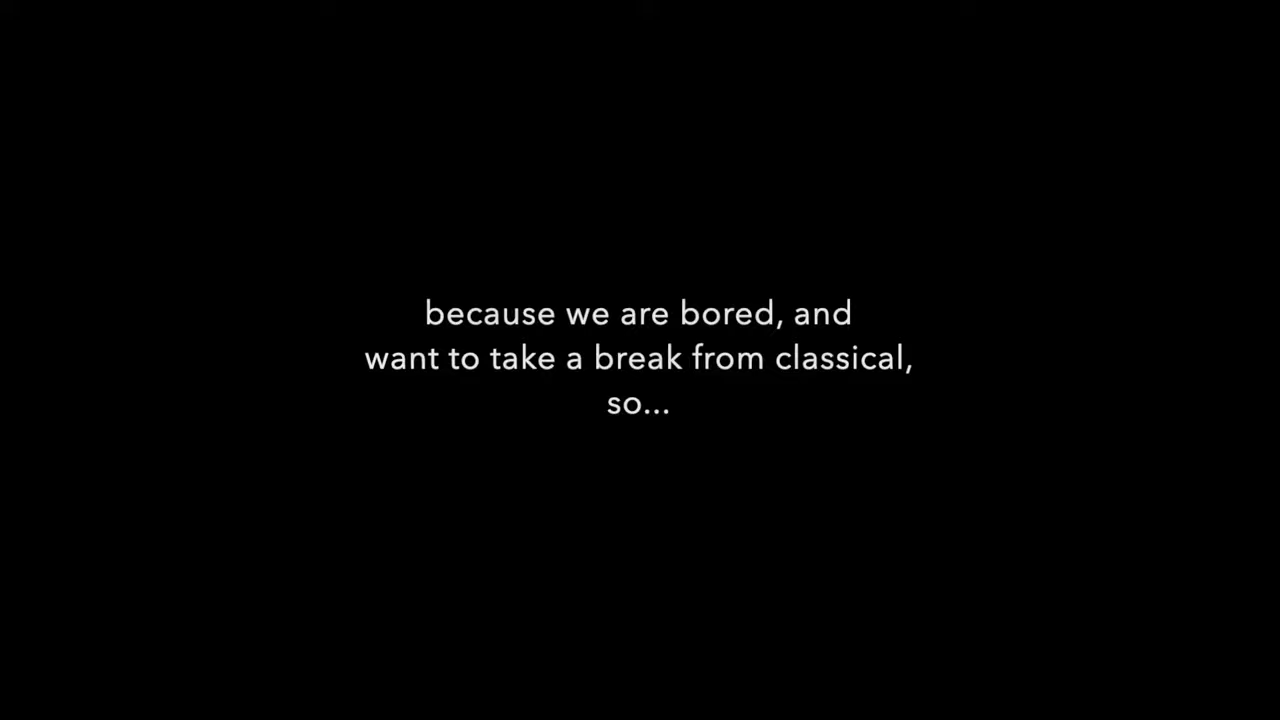 because we are bored, and
want to take a break from classical,
so...